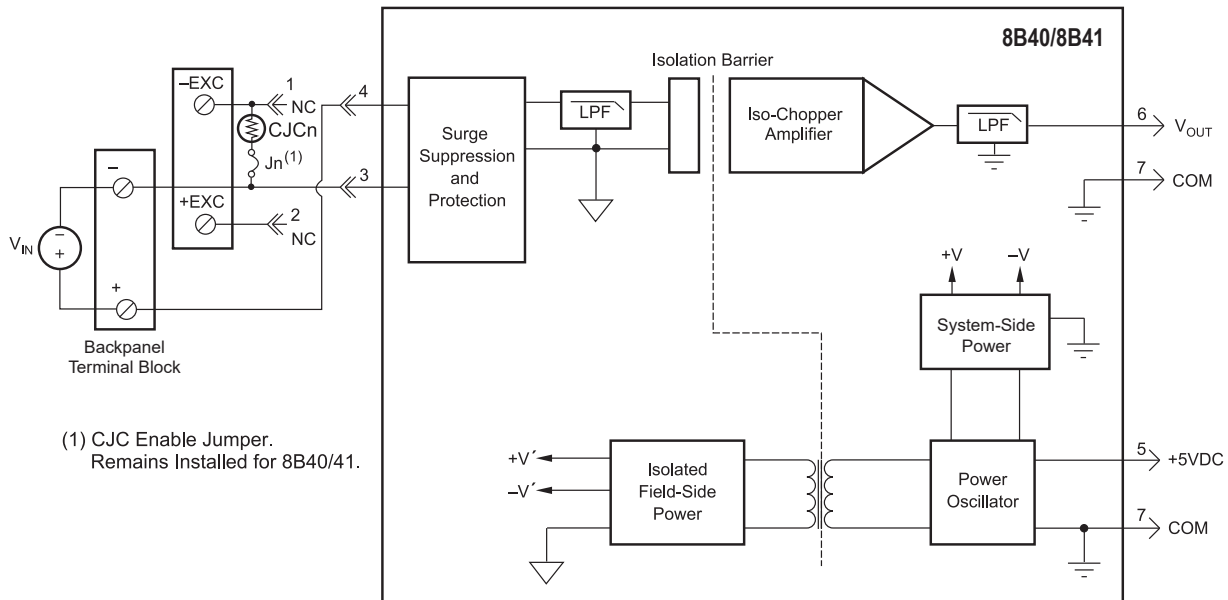 8B40/8B41
Isolation Barrier
–EXC
1
NC
4
CJCn
Jn(1)
3
–
+EXC
2
NC
VIN
–
+
+
Backpanel
Terminal Block
Surge
Suppression
and
Protection
LPF
Iso-Chopper
Amplifier
LPF
6
VOUT
7
COM
+V
–V
System-Side
Power
(1) CJC Enable Jumper.
Remains Installed for 8B40/41.
+V´
–V´
Isolated
Field-Side
Power
Power
Oscillator
5
+5VDC
7
COM